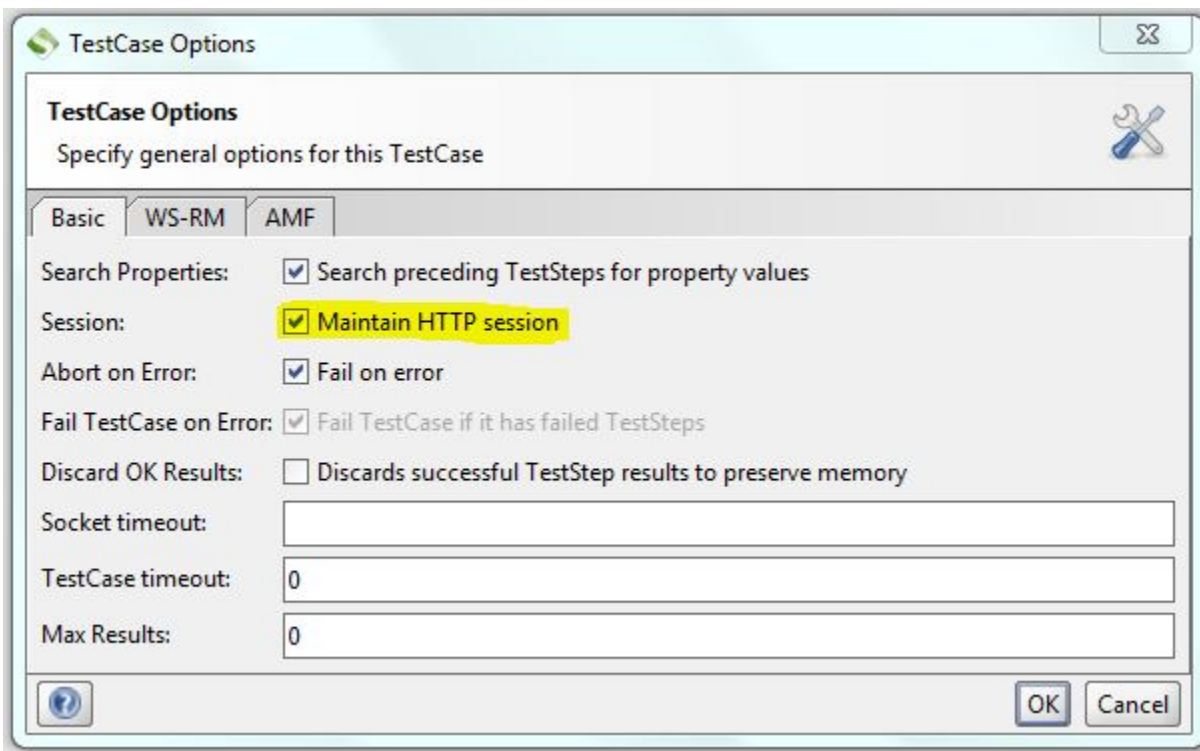 TestCase Options
TestCase Options
Specify general options for this TestCase
Basic WS-RM AMF
Search Properties: Search preceding TestSteps for property values
Session: Maintain HTTP session
Abort on Error: Fail on error
Fail TestCase on Error: Fail TestCase if it has failed TestSteps
Discard OK Results: Discards successful TestStep results to preserve memory
Socket timeout:
TestCase timeout: 0
Max Results: 0
? OK Cancel